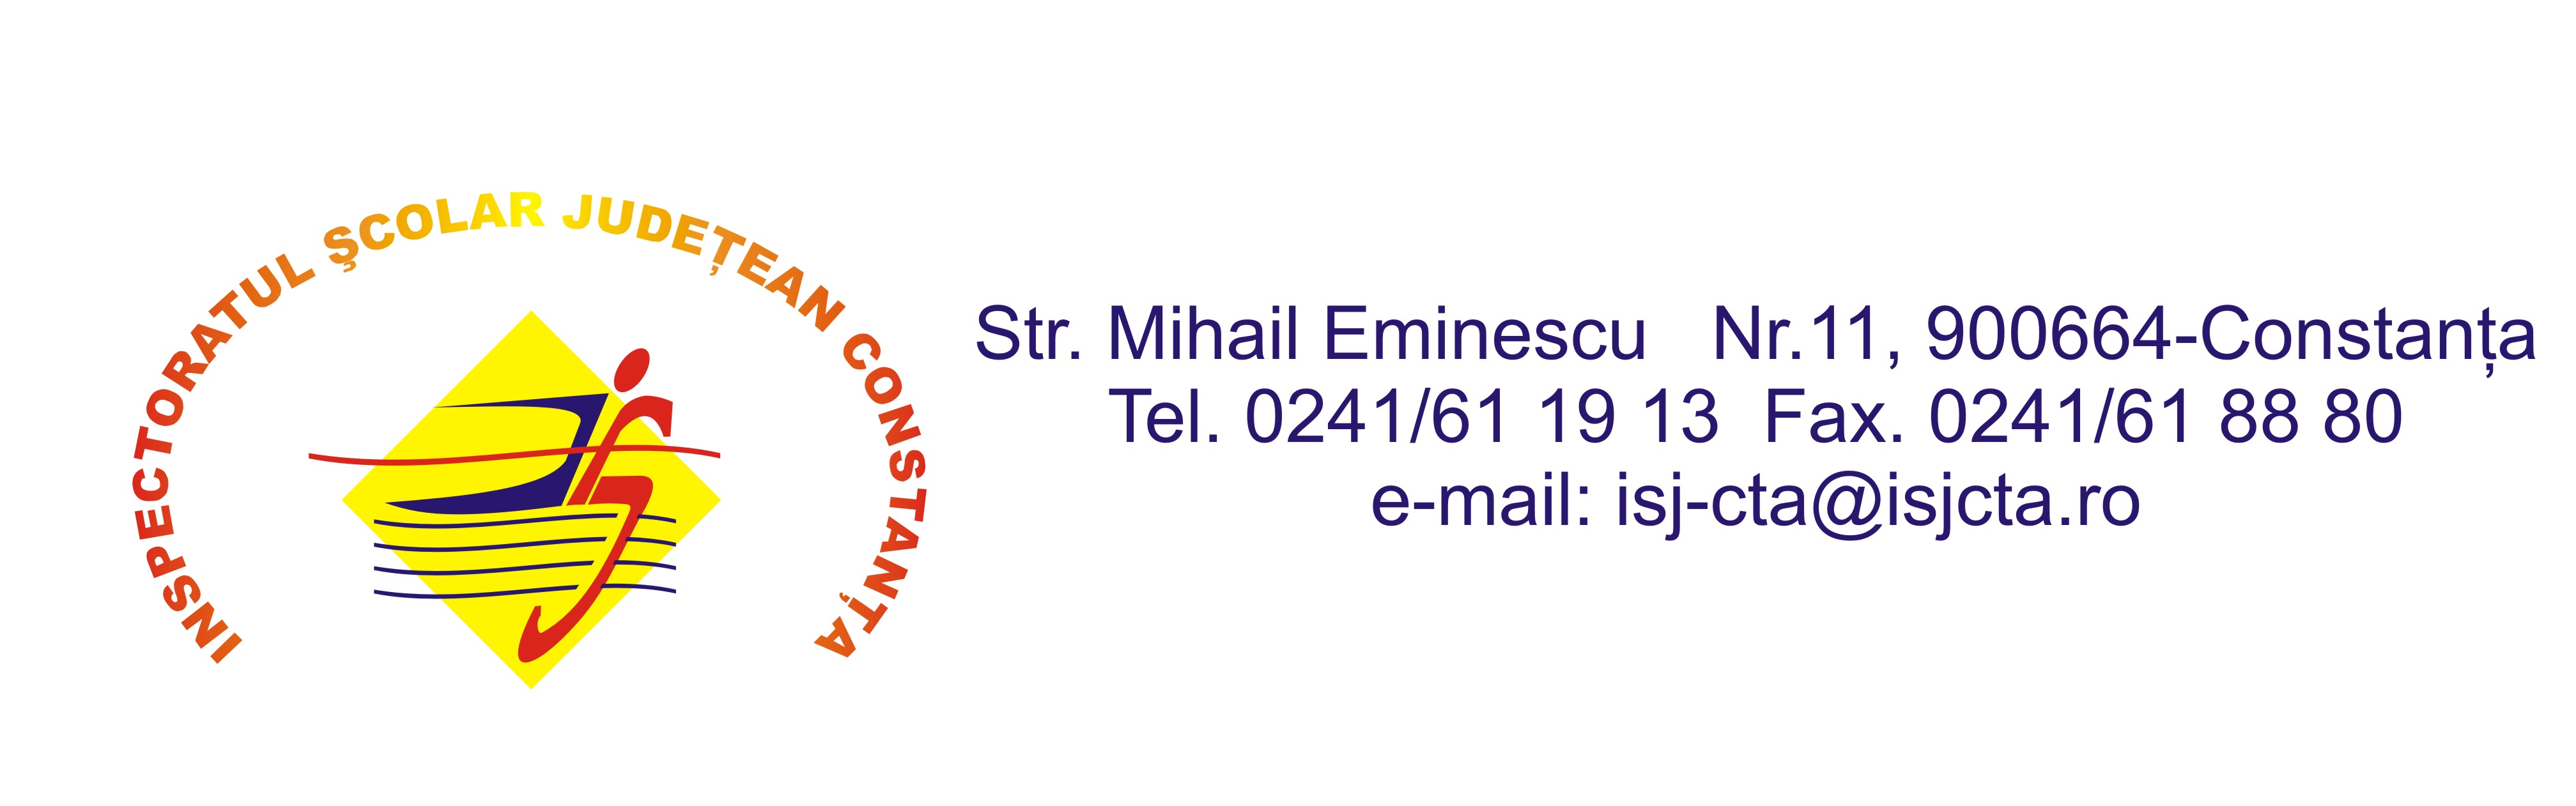 INSPECTORATUL ŞCOLAR JUDEȚEAN CONSTANȚA
Str. Mihail Eminescu   Nr.11, 900664-Constanța
Tel. 0241/61 19 13  Fax. 0241/61 88 80
e-mail: isj-cta@isjcta.ro